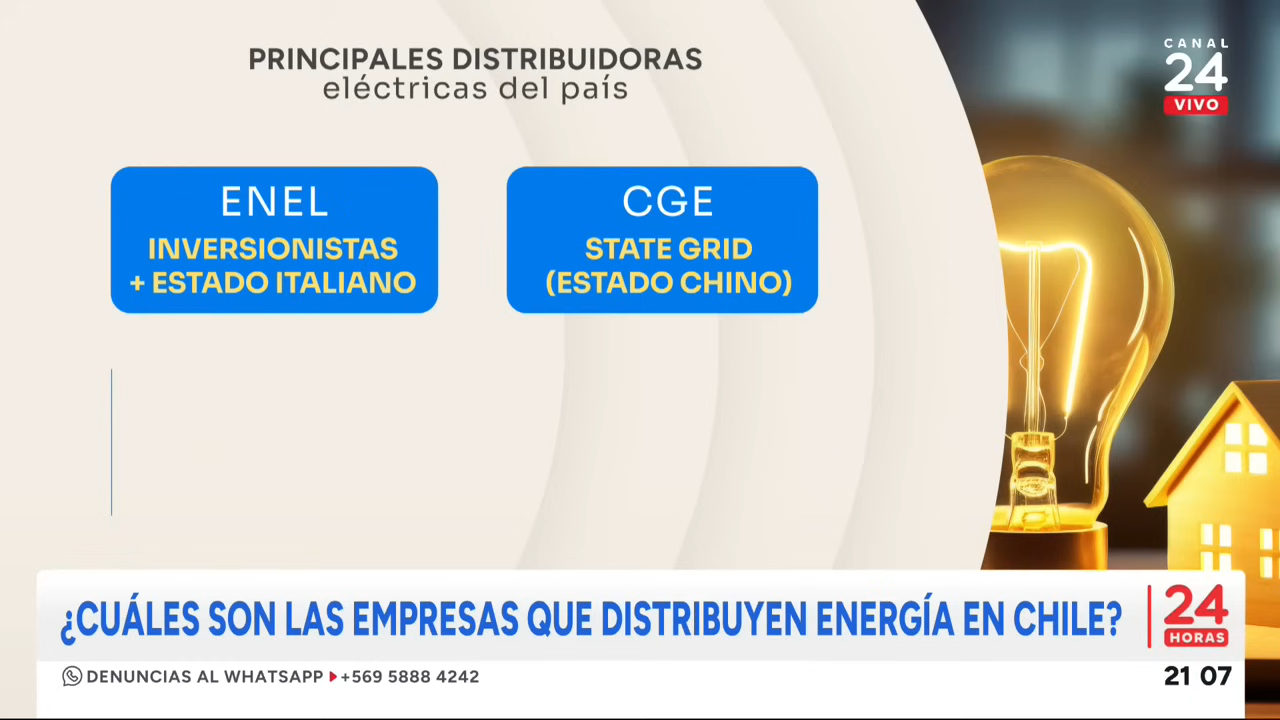 PRINCIPALES DISTRIBUIDORAS
eléctricas del país
CANAL
24
VIVO
ENEL
INVERSIONISTAS
+ ESTADO ITALIANO
CGE
STATE GRID
(ESTADO CHINO)
¿CUÁLES SON LAS EMPRESAS QUE DISTRIBUYEN ENERGÍA EN CHILE?
24
HORAS
DENUNCIAS AL WHATSAPP +569 5888 4242
21 07